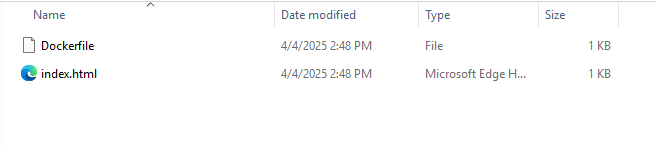 Name Date modified Type Size
Dockerfile 4/4/2025 2:48 PM File 1 KB
index.html 4/4/2025 2:48 PM Microsoft Edge H... 1 KB